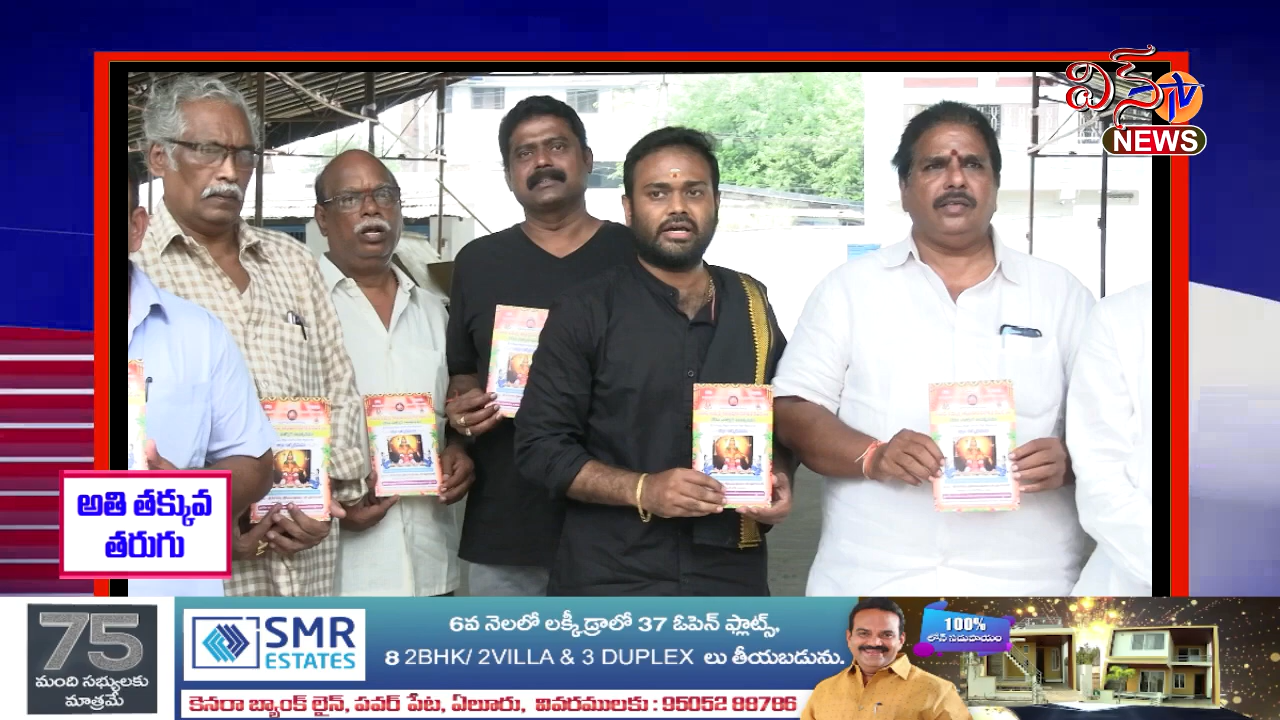 విన్ TV
NEWS
అతి తక్కువ
తరుగు
75
మంది సభ్యులకు
మాత్రమే
SMR
ESTATES
6వ నెలలో లక్కీడ్రాలో 37 ఓపెన్ ప్లాట్స్,
8 2BHK/ 2VILLA & 3 DUPLEX లు తీయబడును.
కెనరా బ్యాంక్ లైన్, పవర్ పేట, ఏలూరు, వివరములకు : 95052 88786
100%
లోన్ సదుపాయం